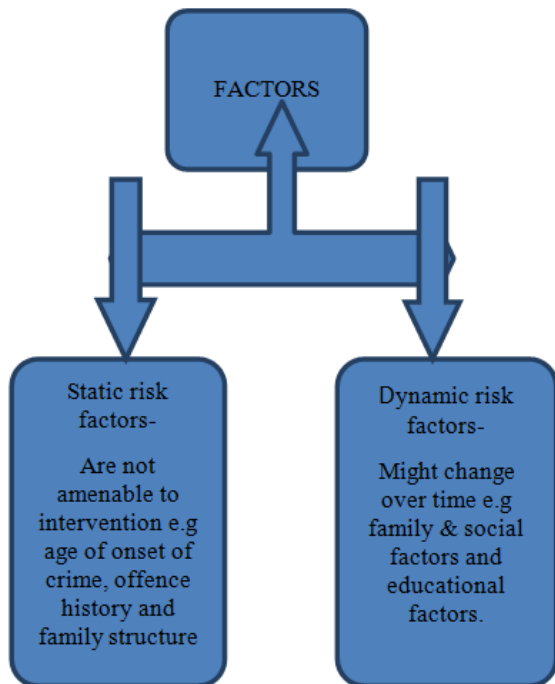 FACTORS
Static risk
factors-
Are not
amenable to
intervention e.g
age of onset of
crime, offence
history and
family structure
Dynamic risk
factors-
Might change
over time e.g
family & social
factors and
educational
factors.